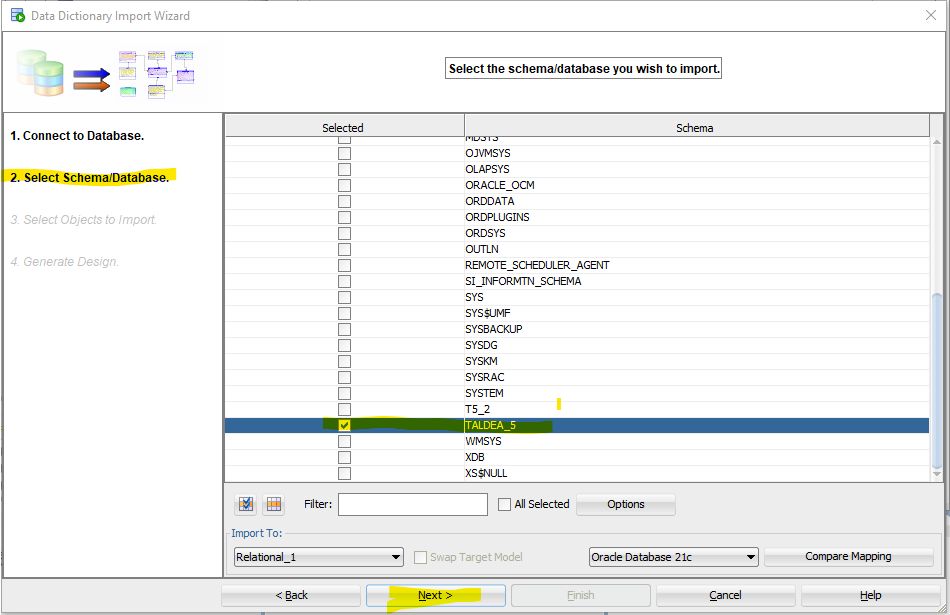 Data Dictionary Import Wizard
Select the schema/database you wish to import.
1. Connect to Database.
2. Select Schema/Database.
3. Select Objects to Import.
4. Generate Design.
Selected Schema
MDSYS
OJVMSYS
OLAPSYS
ORACLE_OCM
ORDDATA
ORDPLUGINS
ORDSYS
OUTLN
REMOTE_SCHEDULER_AGENT
SI_INFORMTN_SCHEMA
SYS
SYS$UMF
SYSBACKUP
SYSDG
SYSKM
SYSRAC
SYSTEM
T5_2
TALDEA_5
WMSYS
XDB
XS$NULL
Filter: All Selected Options
Import To:
Relational_1 Swap Target Model Oracle Database 21c Compare Mapping
< Back Next > Finish Cancel Help